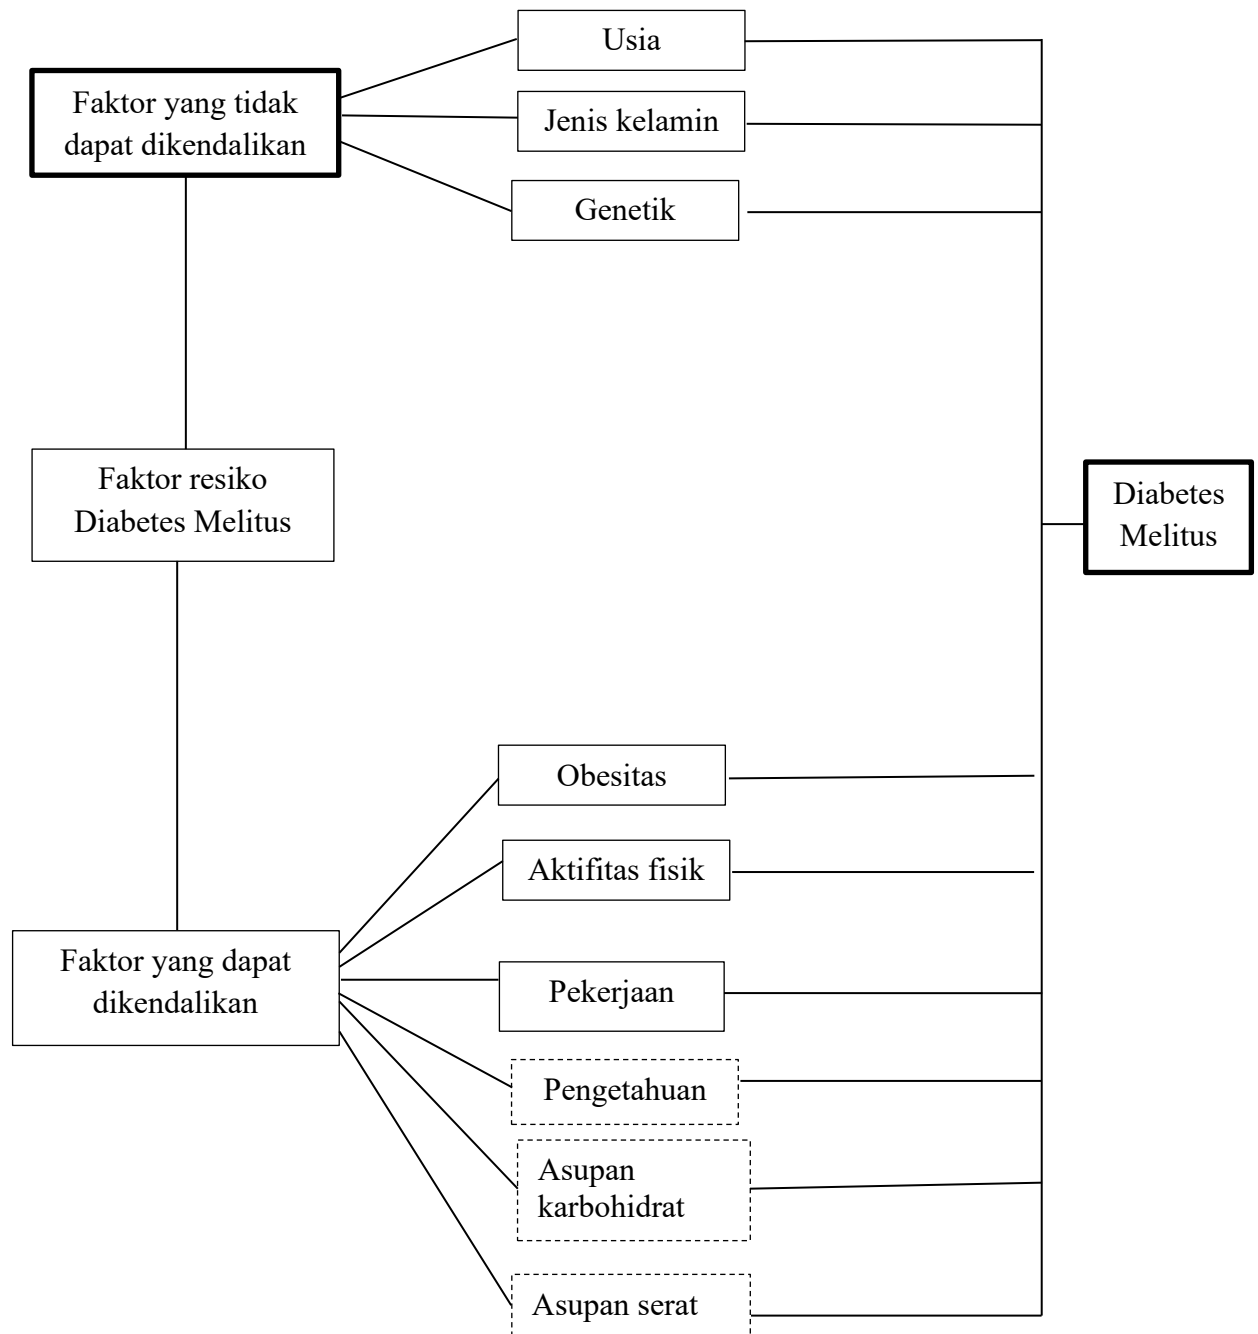 Usia
Faktor yang tidak
dapat dikendalikan
Jenis kelamin
Genetik
Faktor resiko
Diabetes Melitus
Diabetes
Melitus
Obesitas
Aktifitas fisik
Faktor yang dapat
dikendalikan
Pekerjaan
Pengetahuan
Asupan
karbohidrat
Asupan serat